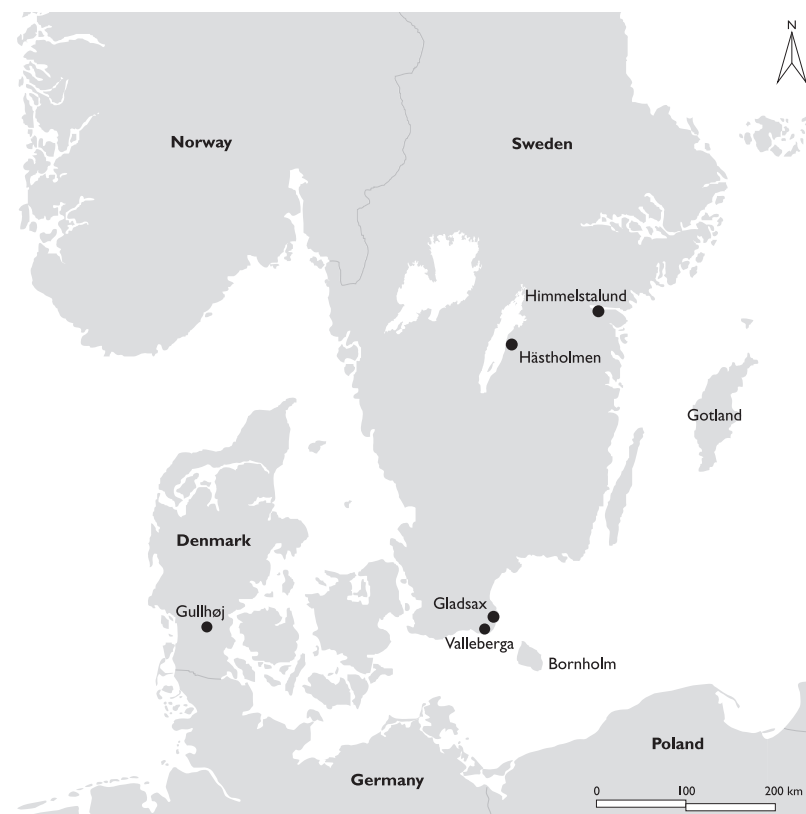 N
Norway
Sweden
Himmelstalund
Hästholmen
Gotland
Denmark
Gullhøj
Gladsax
Valleberga
Bornholm
Poland
Germany
0 100 200 km